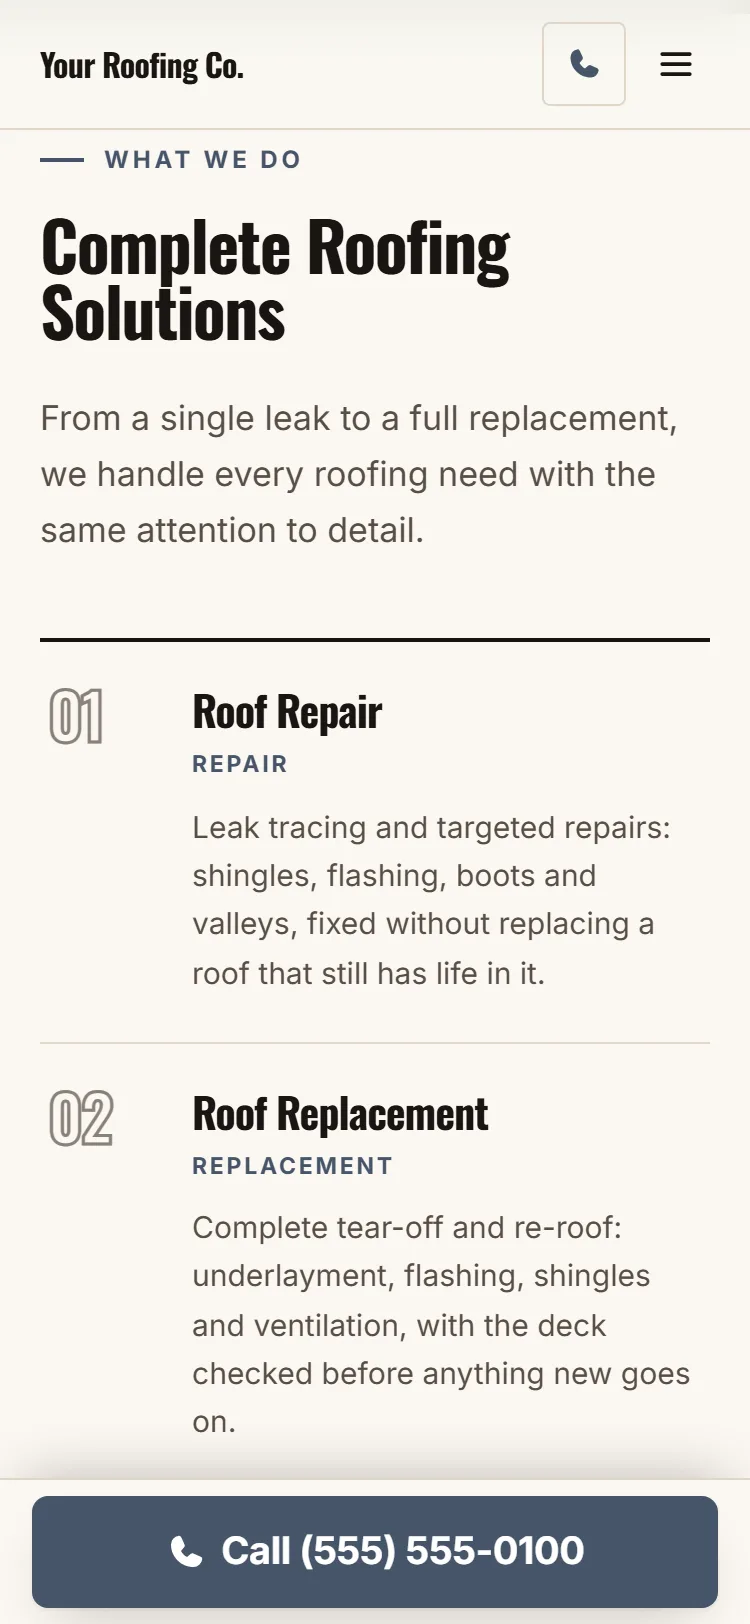 Your Roofing Co.
WHAT WE DO
Complete Roofing
Solutions
From a single leak to a full replacement,
we handle every roofing need with the
same attention to detail.
01
Roof Repair
REPAIR
Leak tracing and targeted repairs:
shingles, flashing, boots and
valleys, fixed without replacing a
roof that still has life in it.
02
Roof Replacement
REPLACEMENT
Complete tear-off and re-roof:
underlayment, flashing, shingles
and ventilation, with the deck
checked before anything new goes
on.
Call (555) 555-0100